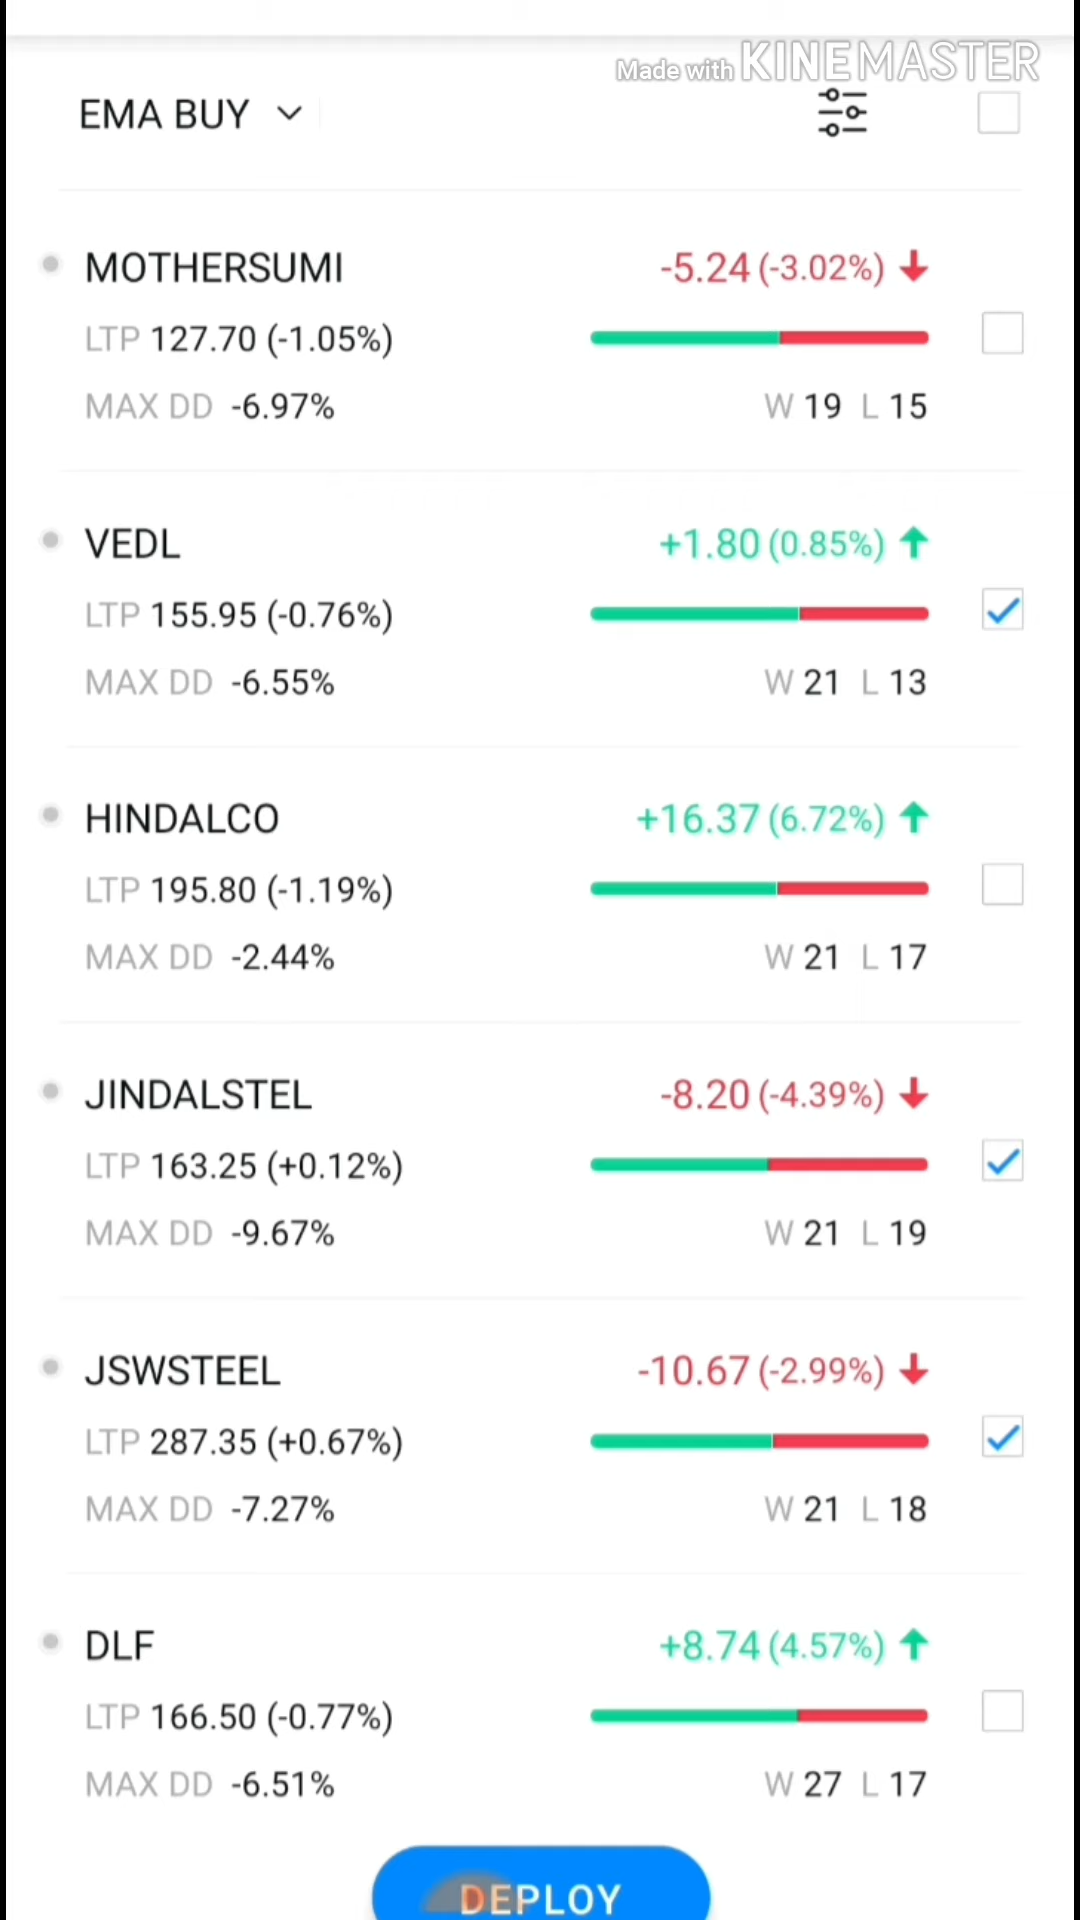 Made with KINEMASTER
EMA BUY
MOTHERSUMI -5.24 (-3.02%)
LTP 127.70 (-1.05%)
MAX DD -6.97% W 19 L 15
VEDL +1.80 (0.85%)
LTP 155.95 (-0.76%)
MAX DD -6.55% W 21 L 13
HINDALCO +16.37 (6.72%)
LTP 195.80 (-1.19%)
MAX DD -2.44% W 21 L 17
JINDALSTEL -8.20 (-4.39%)
LTP 163.25 (+0.12%)
MAX DD -9.67% W 21 L 19
JSWSTEEL -10.67 (-2.99%)
LTP 287.35 (+0.67%)
MAX DD -7.27% W 21 L 18
DLF +8.74 (4.57%)
LTP 166.50 (-0.77%)
MAX DD -6.51% W 27 L 17
DEPLOY